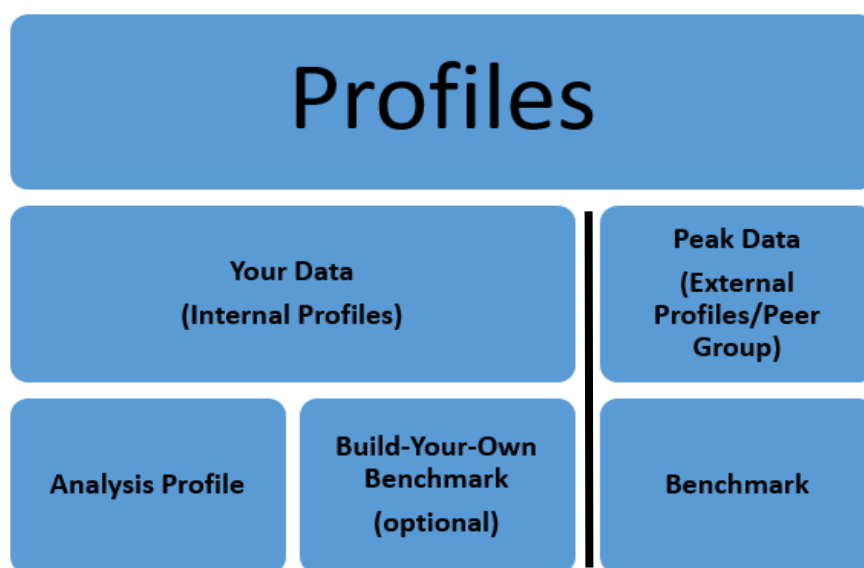 Profiles
Your Data
(Internal Profiles)
Peak Data
(External
Profiles/Peer
Group)
Analysis Profile
Build-Your-Own
Benchmark
(optional)
Benchmark